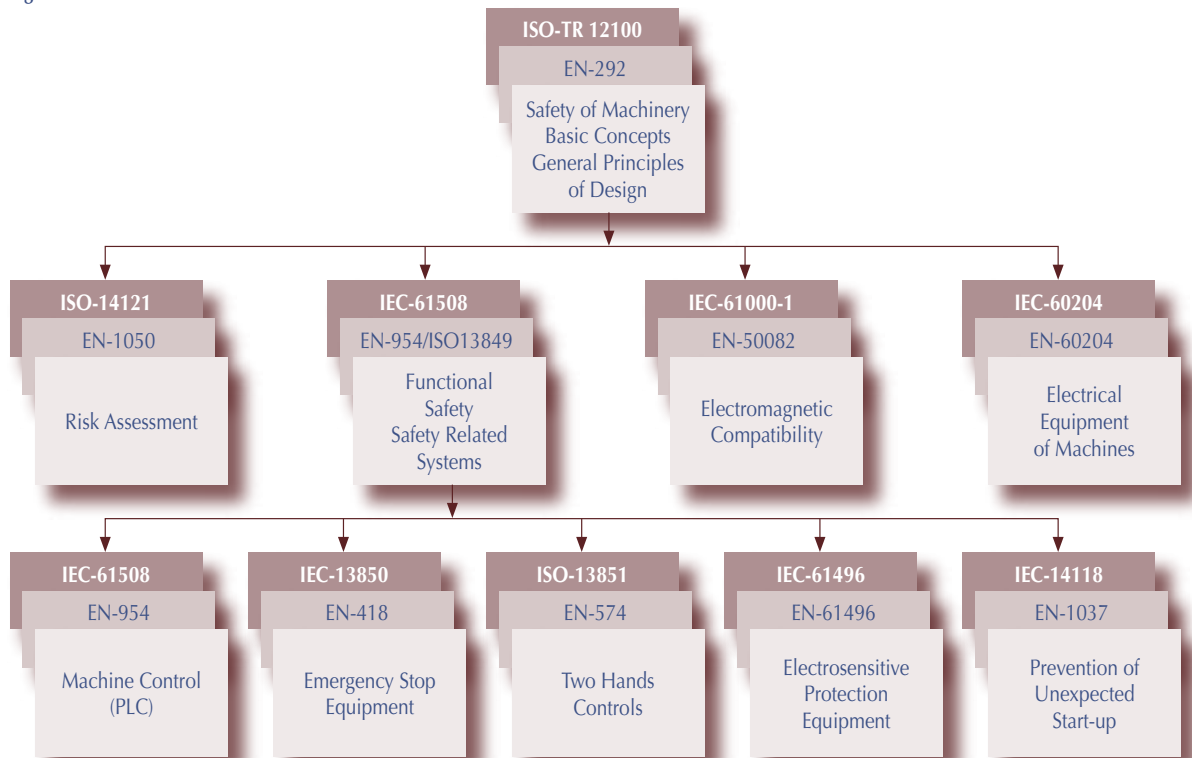 ISO-TR 12100
EN-292
Safety of Machinery
Basic Concepts
General Principles
of Design
ISO-14121
EN-1050
Risk Assessment
IEC-61508
EN-954/ISO13849
Functional
Safety
Safety Related
Systems
IEC-61000-1
EN-50082
Electromagnetic
Compatibility
IEC-60204
EN-60204
Electrical
Equipment
of Machines
IEC-61508
EN-954
Machine Control
(PLC)
IEC-13850
EN-418
Emergency Stop
Equipment
ISO-13851
EN-574
Two Hands
Controls
IEC-61496
EN-61496
Electrosensitive
Protection
Equipment
IEC-14118
EN-1037
Prevention of
Unexpected
Start-up